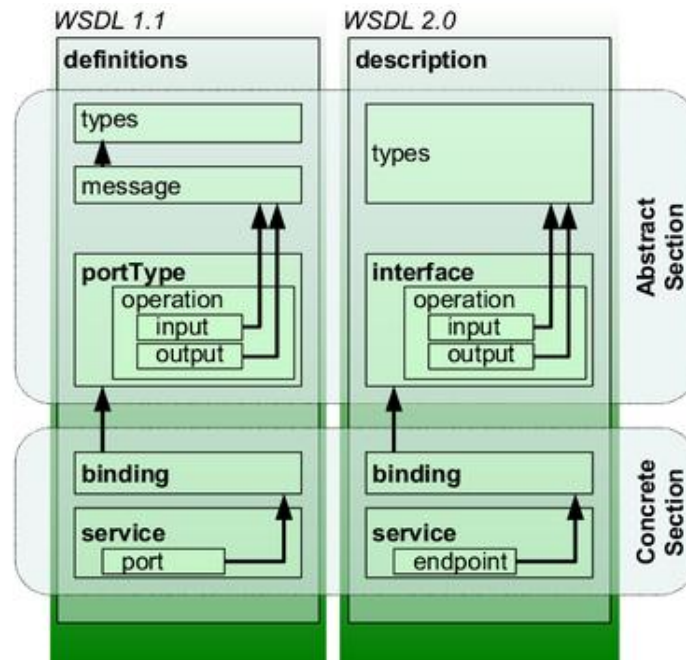 WSDL 1.1
definitions
types
message
portType
operation
input
output
binding
service
port
WSDL 2.0
description
types
interface
operation
input
output
binding
service
endpoint
Abstract
Section
Concrete
Section